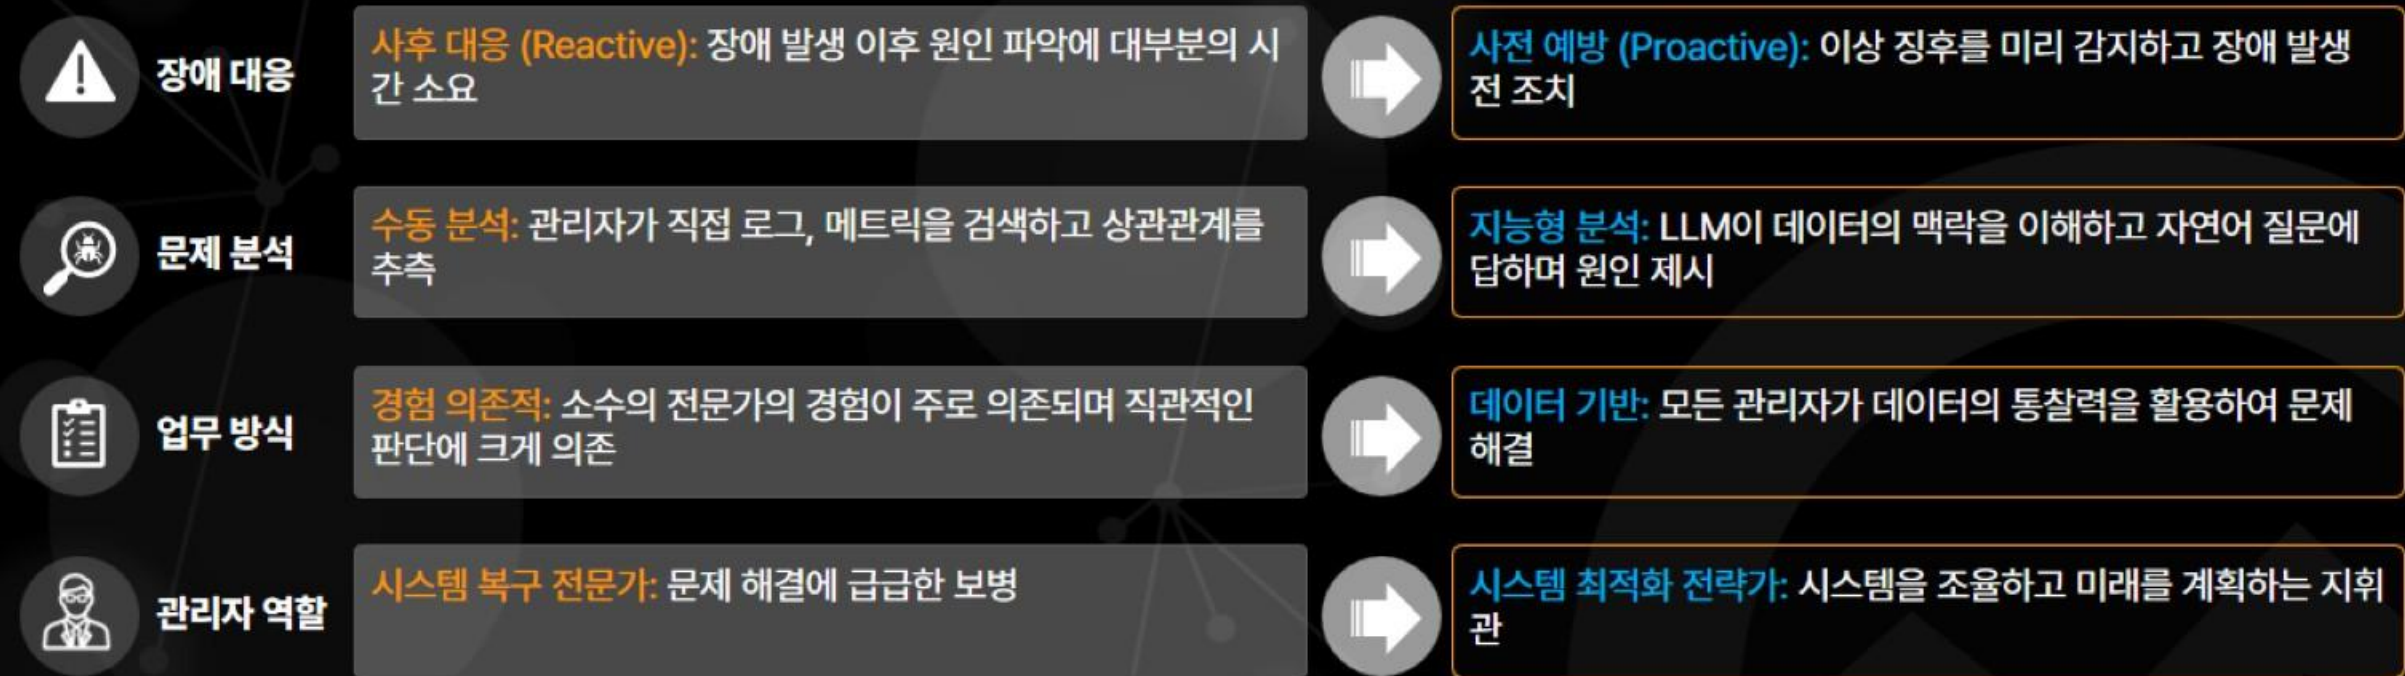 장애 대응
사후 대응 (Reactive): 장애 발생 이후 원인 파악에 대부분의 시
간 소요
사전 예방 (Proactive): 이상 징후를 미리 감지하고 장애 발생
전 조치
문제 분석
수동 분석: 관리자가 직접 로그, 메트릭을 검색하고 상관관계를
추측
지능형 분석: LLM이 데이터의 맥락을 이해하고 자연어 질문에
답하며 원인 제시
업무 방식
경험 의존적: 소수의 전문가의 경험이 주로 의존되며 직관적인
판단에 크게 의존
데이터 기반: 모든 관리자가 데이터의 통찰력을 활용하여 문제
해결
관리자 역할
시스템 복구 전문가: 문제 해결에 급급한 보병
시스템 최적화 전략가: 시스템을 조율하고 미래를 계획하는 지휘
관